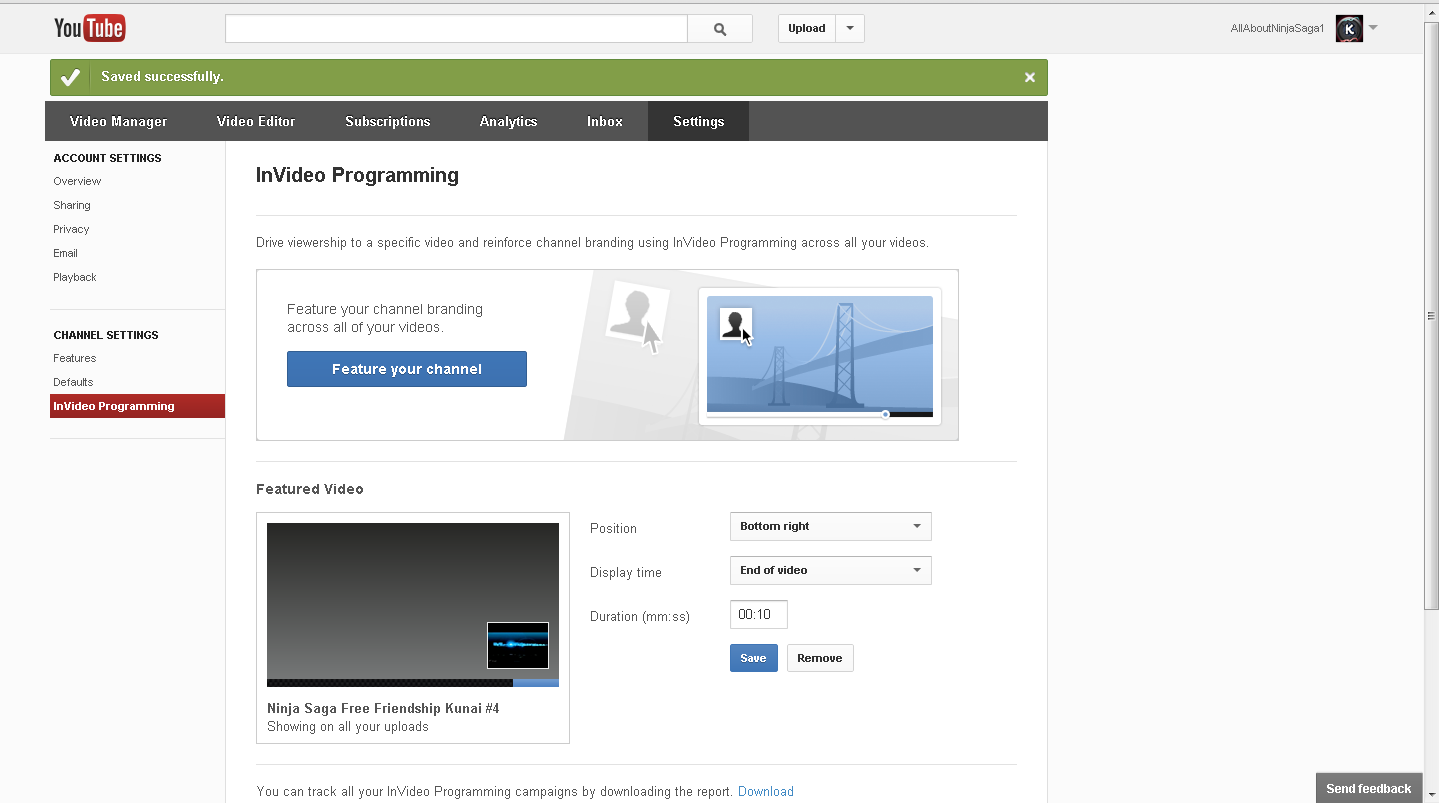 YouTube
Upload
AllAboutNinjaSaga1
K
Saved successfully.
Video Manager Video Editor Subscriptions Analytics Inbox Settings
ACCOUNT SETTINGS
Overview
Sharing
Privacy
Email
Playback
CHANNEL SETTINGS
Features
Defaults
InVideo Programming
InVideo Programming
Drive viewership to a specific video and reinforce channel branding using InVideo Programming across all your videos.
Feature your channel branding
across all of your videos.
Feature your channel
Featured Video
Position
Bottom right
Display time
End of video
Duration (mm:ss)
00:10
Save Remove
Ninja Saga Free Friendship Kunai #4
Showing on all your uploads
You can track all your InVideo Programming campaigns by downloading the report. Download
Send feedback